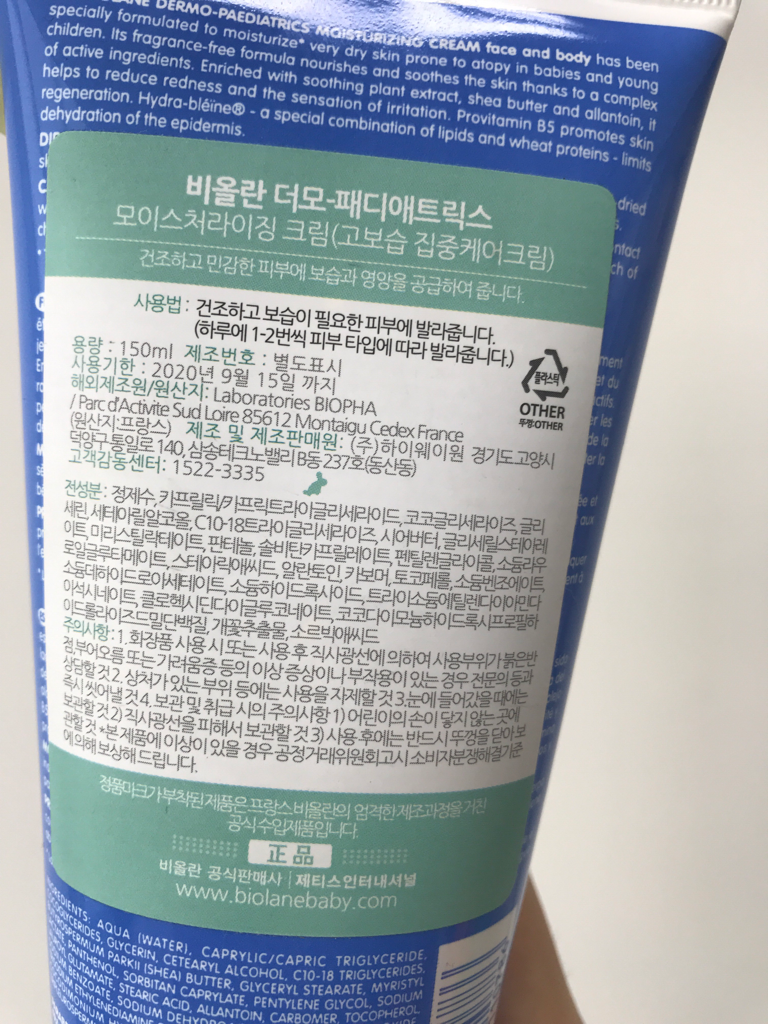 LANE DERMO-PAEDIATRICS MOISTURIZING CREAM face and body has been
specially formulated to moisturize* very dry skin prone to atopy in babies and young
children. Its fragrance-free formula nourishes and soothes the skin thanks to a complex
of active ingredients. Enriched with soothing plant extract, shea butter and allantoin, it
helps to reduce redness and the sensation of irritation. Provitamin B5 promotes skin
regeneration. Hydra-bléine® - a special combination of lipids and wheat proteins - limits
dehydration of the epidermis.
비올란 더모-패디애트릭스
모이스처라이징 크림(고보습 집중케어크림)
건조하고 민감한 피부에 보습과 영양을 공급하여 줍니다.
사용법 : 건조하고 보습이 필요한 피부에 발라줍니다.
(하루에 1-2번씩 피부 타입에 따라 발라줍니다.)
용량 : 150ml 제조번호 : 별도표시
사용기한 : 2020년 9월 15일 까지
해외제조원/원산지: Laboratories BIOPHA
/ Parc d'Activite Sud Loire 85612 Montaigu Cedex France
(원산지:프랑스) 제조 및 제조판매원: (주)하이웨이원 경기도 고양시
덕양구 통일로 140, 삼송테크노밸리 B동 237호(동산동)
고객감동센터: 1522-3335
플라스틱
OTHER
뚜껑:OTHER
전성분 : 정제수, 카프릴릭/카프릭트라이글리세라이드, 코코글리세라이즈, 글리
세린, 세테아릴알코올, C10-18트라이글리세라이즈, 시어버터, 글리세릴스테아레
이트, 미리스틸락테이트, 판테놀, 솔비탄카프릴레이트, 펜틸렌글라이콜, 소듐라우
로일글루타메이트, 스테아릭애씨드, 알란토인, 카보머, 토코페롤, 소듐벤조에이트,
소듐데하이드로아세테이트, 소듐하이드록사이드, 트라이소듐에틸렌다이아민다
이석시네이트, 클로헥시딘다이글루코네이트, 코코다이모늄하이드록시프로필하
이드롤라이즈드밀단백질, 개꽃추출물, 소르빅애씨드
주의사항 : 1. 화장품 사용 시 또는 사용 후 직사광선에 의하여 사용부위가 붉은반
점,부어오름 또는 가려움증 등의 이상 증상이나 부작용이 있는 경우 전문의 등과
상담할 것 2. 상처가 있는 부위 등에는 사용을 자제할 것 3.눈에 들어갔을 때에는
즉시 씻어낼 것 4. 보관 및 취급 시의 주의사항 1) 어린이의 손이 닿지 않는 곳에
보관할 것 2) 직사광선을 피해서 보관할 것 3) 사용 후에는 반드시 뚜껑을 닫아 보
관할 것 *본 제품에 이상이 있을 경우 공정거래위원회고시 소비자분쟁해결기준
에 의해 보상해 드립니다.
정품마크가 부착된 제품은 프랑스 비올란의 엄격한 제조과정을 거친
공식 수입제품입니다.
正品
비올란 공식판매사 | 제티스인터내셔널
www.biolanebaby.com
INGREDIENTS: AQUA (WATER), CAPRYLIC/CAPRIC TRIGLYCERIDE,
COCOGLYCERIDES, GLYCERIN, CETEARYL ALCOHOL, C10-18 TRIGLYCERIDES,
BUTYROSPERMUM PARKII (SHEA) BUTTER, GLYCERYL STEARATE, MYRISTYL
PANTHENOL, SORBITAN CAPRYLATE, PENTYLENE GLYCOL, SODIUM
GLUTAMATE, STEARIC ACID, ALLANTOIN, CARBOMER, TOCOPHEROL,
BENZOATE, SODIUM